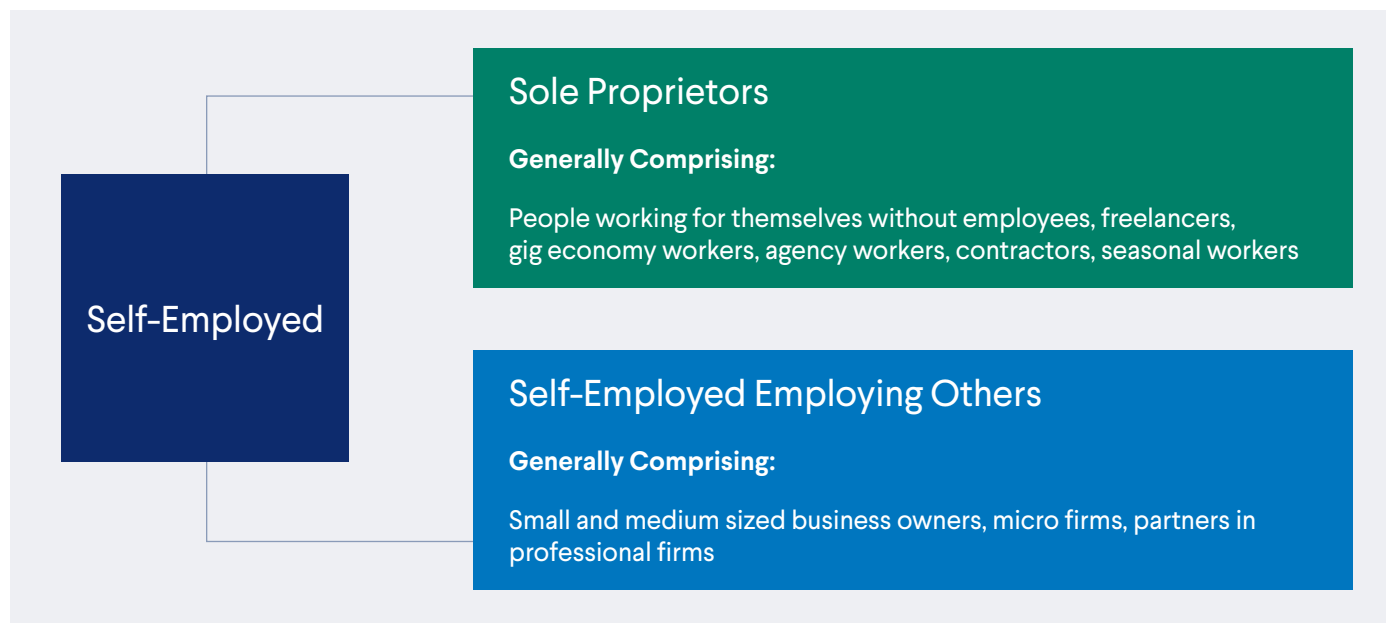 Self-Employed
Sole Proprietors
Generally Comprising:
People working for themselves without employees, freelancers,
gig economy workers, agency workers, contractors, seasonal workers
Self-Employed Employing Others
Generally Comprising:
Small and medium sized business owners, micro firms, partners in
professional firms